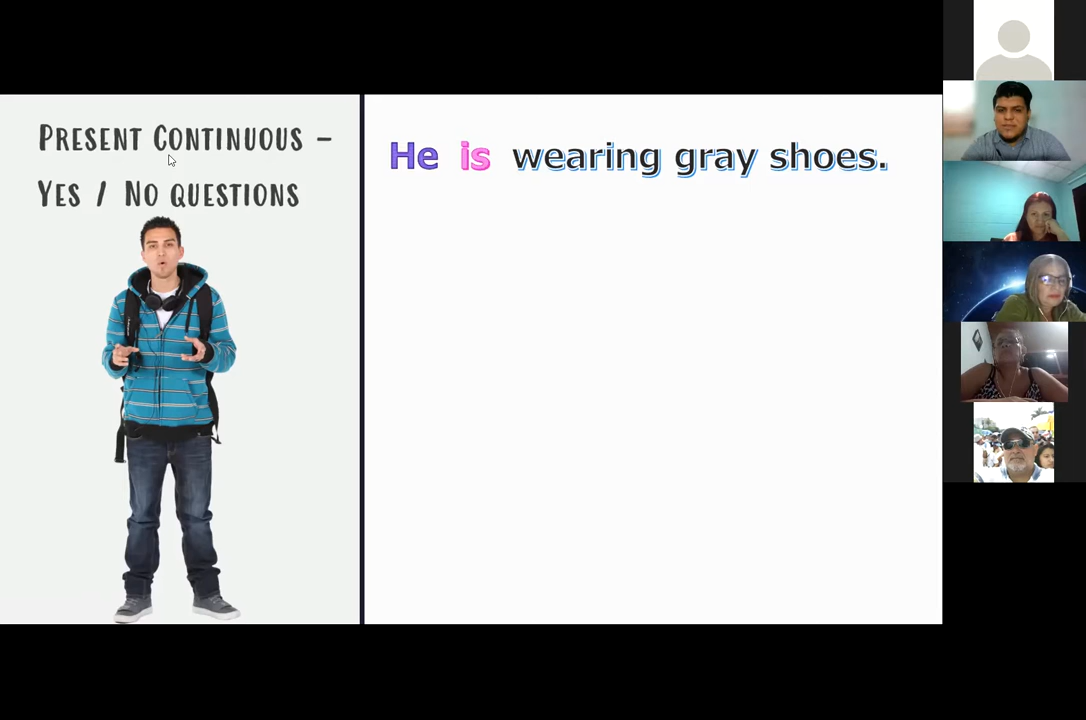 PRESENT CONTINUOUS –
YES / NO QUESTIONS
He is wearing gray shoes.